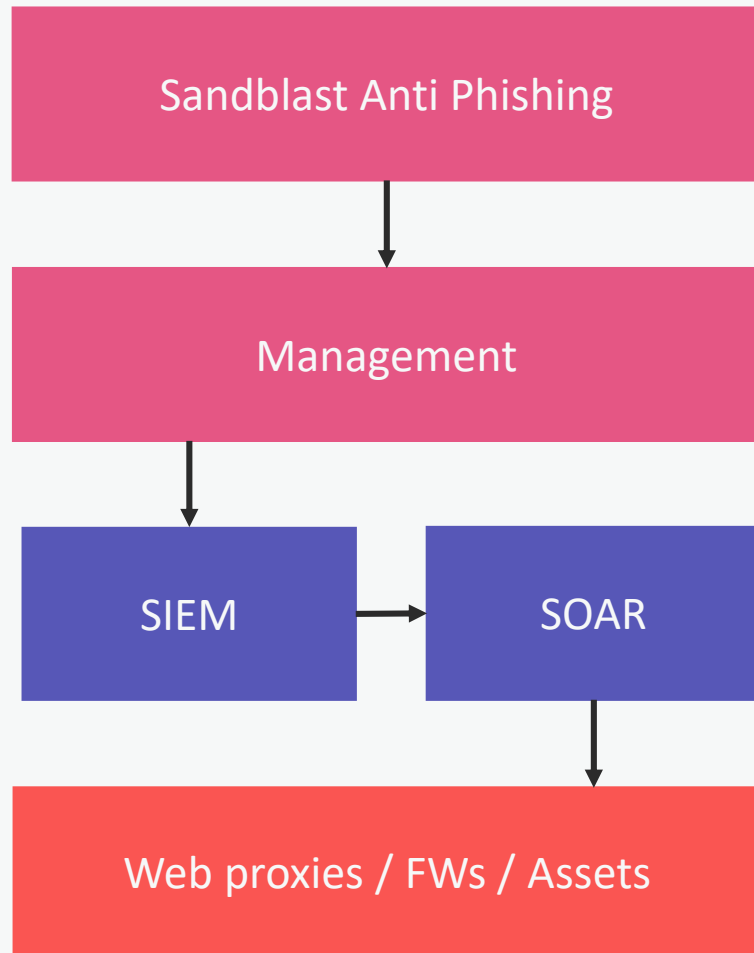 Sandblast Anti Phishing
Management
SIEM
SOAR
Web proxies / FWs / Assets